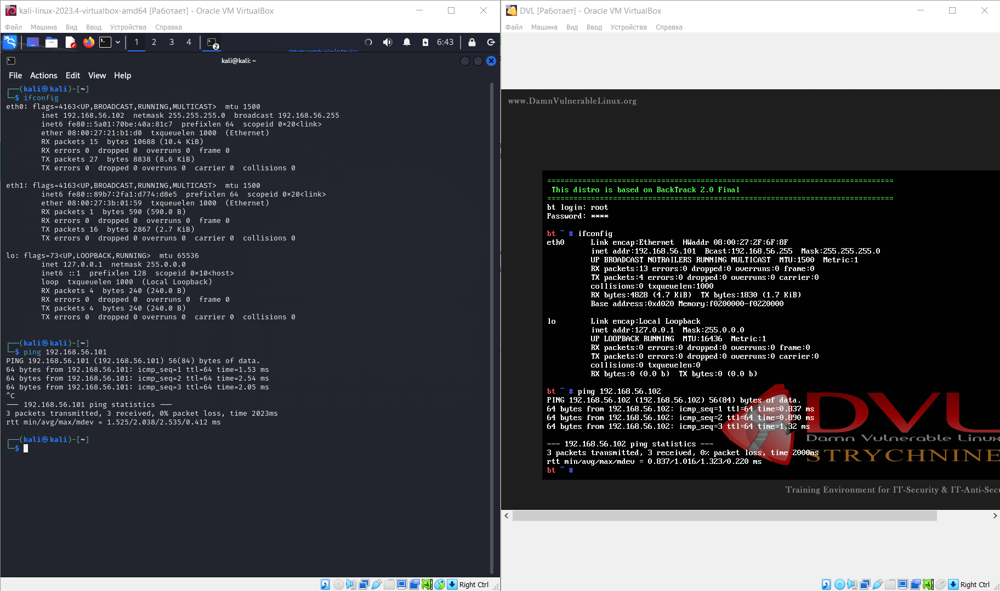 kali-linux-2023.4-virtualbox-amd64 [Работает] - Oracle VM VirtualBox
Файл Машина Вид Ввод Устройства Справка
1 2 3 4 2 6:43
kali@kali: ~
File Actions Edit View Help
┌──(kali㉿kali)-[~]
└─$ ifconfig
eth0: flags=4163<UP,BROADCAST,RUNNING,MULTICAST>  mtu 1500
        inet 192.168.56.102  netmask 255.255.255.0  broadcast 192.168.56.255
        inet6 fe80::5a01:70be:40a:81c7  prefixlen 64  scopeid 0×20<link>
        ether 08:00:27:21:b1:d0  txqueuelen 1000  (Ethernet)
        RX packets 15  bytes 10688 (10.4 KiB)
        RX errors 0  dropped 0  overruns 0  frame 0
        TX packets 27  bytes 8838 (8.6 KiB)
        TX errors 0  dropped 0 overruns 0  carrier 0  collisions 0
eth1: flags=4163<UP,BROADCAST,RUNNING,MULTICAST>  mtu 1500
        inet6 fe80::89b7:2fa1:d774:d8e5  prefixlen 64  scopeid 0×20<link>
        ether 08:00:27:3b:01:59  txqueuelen 1000  (Ethernet)
        RX packets 1  bytes 590 (590.0 B)
        RX errors 0  dropped 0  overruns 0  frame 0
        TX packets 16  bytes 2867 (2.7 KiB)
        TX errors 0  dropped 0 overruns 0  carrier 0  collisions 0
lo: flags=73<UP,LOOPBACK,RUNNING>  mtu 65536
        inet 127.0.0.1  netmask 255.0.0.0
        inet6 ::1  prefixlen 128  scopeid 0×10<host>
        loop  txqueuelen 1000  (Local Loopback)
        RX packets 4  bytes 240 (240.0 B)
        RX errors 0  dropped 0  overruns 0  frame 0
        TX packets 4  bytes 240 (240.0 B)
        TX errors 0  dropped 0 overruns 0  carrier 0  collisions 0
┌──(kali㉿kali)-[~]
└─$ ping 192.168.56.101
PING 192.168.56.101 (192.168.56.101) 56(84) bytes of data.
64 bytes from 192.168.56.101: icmp_seq=1 ttl=64 time=1.53 ms
64 bytes from 192.168.56.101: icmp_seq=2 ttl=64 time=2.54 ms
64 bytes from 192.168.56.101: icmp_seq=3 ttl=64 time=2.05 ms
^C
--- 192.168.56.101 ping statistics ---
3 packets transmitted, 3 received, 0% packet loss, time 2023ms
rtt min/avg/max/mdev = 1.525/2.038/2.535/0.412 ms
┌──(kali㉿kali)-[~]
└─$
Right Ctrl
DVL [Работает] - Oracle VM VirtualBox
Файл Машина Вид Ввод Устройства Справка
www.DamnVulnerableLinux.org
===============================================================================
 This distro is based on BackTrack 2.0 Final
===============================================================================
bt login: root
Password: ****
bt ~ # ifconfig
eth0      Link encap:Ethernet  HWaddr 08:00:27:2F:6F:8F
          inet addr:192.168.56.101  Bcast:192.168.56.255  Mask:255.255.255.0
          UP BROADCAST NOTRAILERS RUNNING MULTICAST  MTU:1500  Metric:1
          RX packets:13 errors:0 dropped:0 overruns:0 frame:0
          TX packets:4 errors:0 dropped:0 overruns:0 carrier:0
          collisions:0 txqueuelen:1000
          RX bytes:4828 (4.7 KiB)  TX bytes:1830 (1.7 KiB)
          Base address:0xd020 Memory:f0200000-f0220000
lo        Link encap:Local Loopback
          inet addr:127.0.0.1  Mask:255.0.0.0
          UP LOOPBACK RUNNING  MTU:16436  Metric:1
          RX packets:0 errors:0 dropped:0 overruns:0 frame:0
          TX packets:0 errors:0 dropped:0 overruns:0 carrier:0
          collisions:0 txqueuelen:0
          RX bytes:0 (0.0 b)  TX bytes:0 (0.0 b)
bt ~ # ping 192.168.56.102
PING 192.168.56.102 (192.168.56.102) 56(84) bytes of data.
64 bytes from 192.168.56.102: icmp_seq=1 ttl=64 time=0.837 ms
64 bytes from 192.168.56.102: icmp_seq=2 ttl=64 time=0.890 ms
64 bytes from 192.168.56.102: icmp_seq=3 ttl=64 time=1.32 ms
--- 192.168.56.102 ping statistics ---
3 packets transmitted, 3 received, 0% packet loss, time 2000ms
rtt min/avg/max/mdev = 0.837/1.016/1.323/0.220 ms
bt ~ #
DVL
Damn Vulnerable Linux
STRYCHNINE
Training Environment for IT-Security & IT-Anti-Secu
Right Ctrl